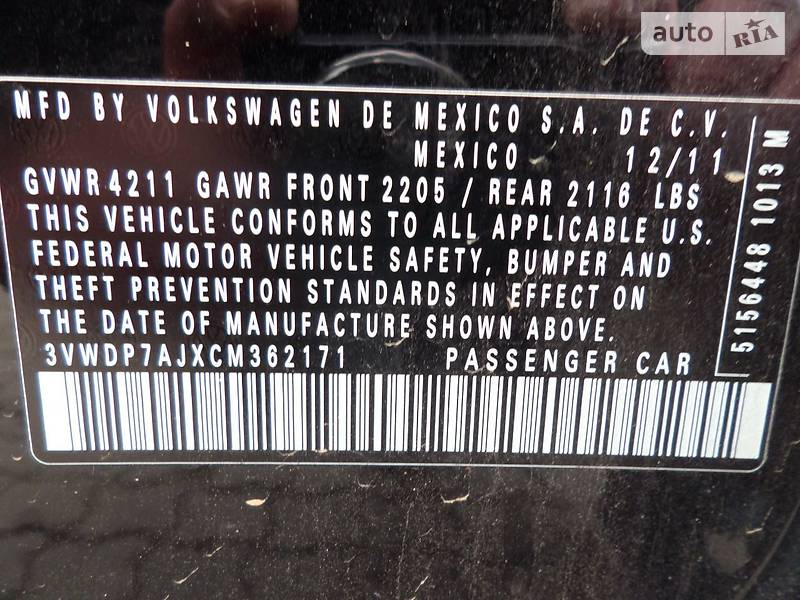 auto RIA
MFD BY VOLKSWAGEN DE MEXICO S.A. DE C.V.
MEXICO 12/11
GVWR 4211 GAWR FRONT 2205 / REAR 2116 LBS
THIS VEHICLE CONFORMS TO ALL APPLICABLE U.S.
FEDERAL MOTOR VEHICLE SAFETY, BUMPER AND
THEFT PREVENTION STANDARDS IN EFFECT ON
THE DATE OF MANUFACTURE SHOWN ABOVE.
3VWDP7AJXCM362171 PASSENGER CAR
5156448 1013 M